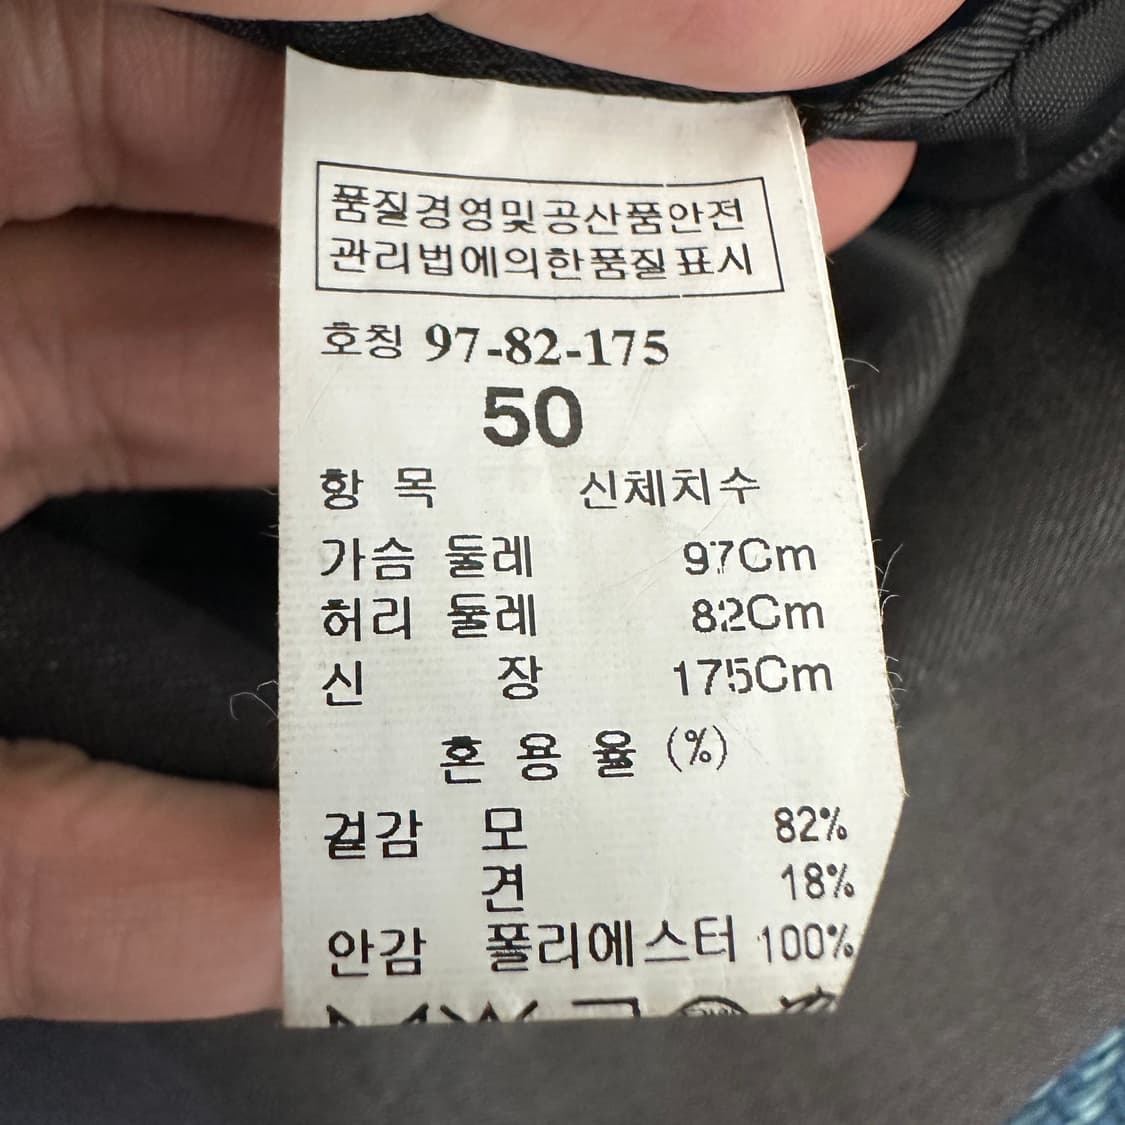 품질경영및공산품안전
관리법에의한품질표시
호칭 97-82-175
50
항 목 신체치수
가슴 둘레 97Cm
허리 둘레 82Cm
신 장 175Cm
혼 용 율 (%)
겉감 모 82%
견 18%
안감 폴리에스터 100%